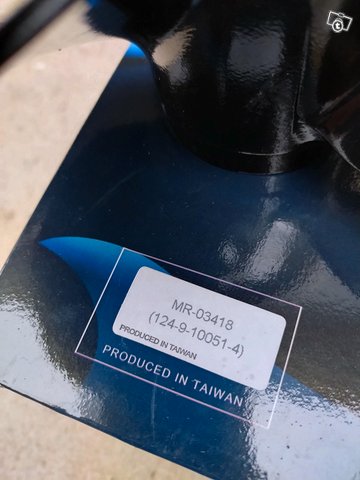 MR-03418
(124-9-10051-4)
PRODUCED IN TAIWAN
PRODUCED IN TAIWAN